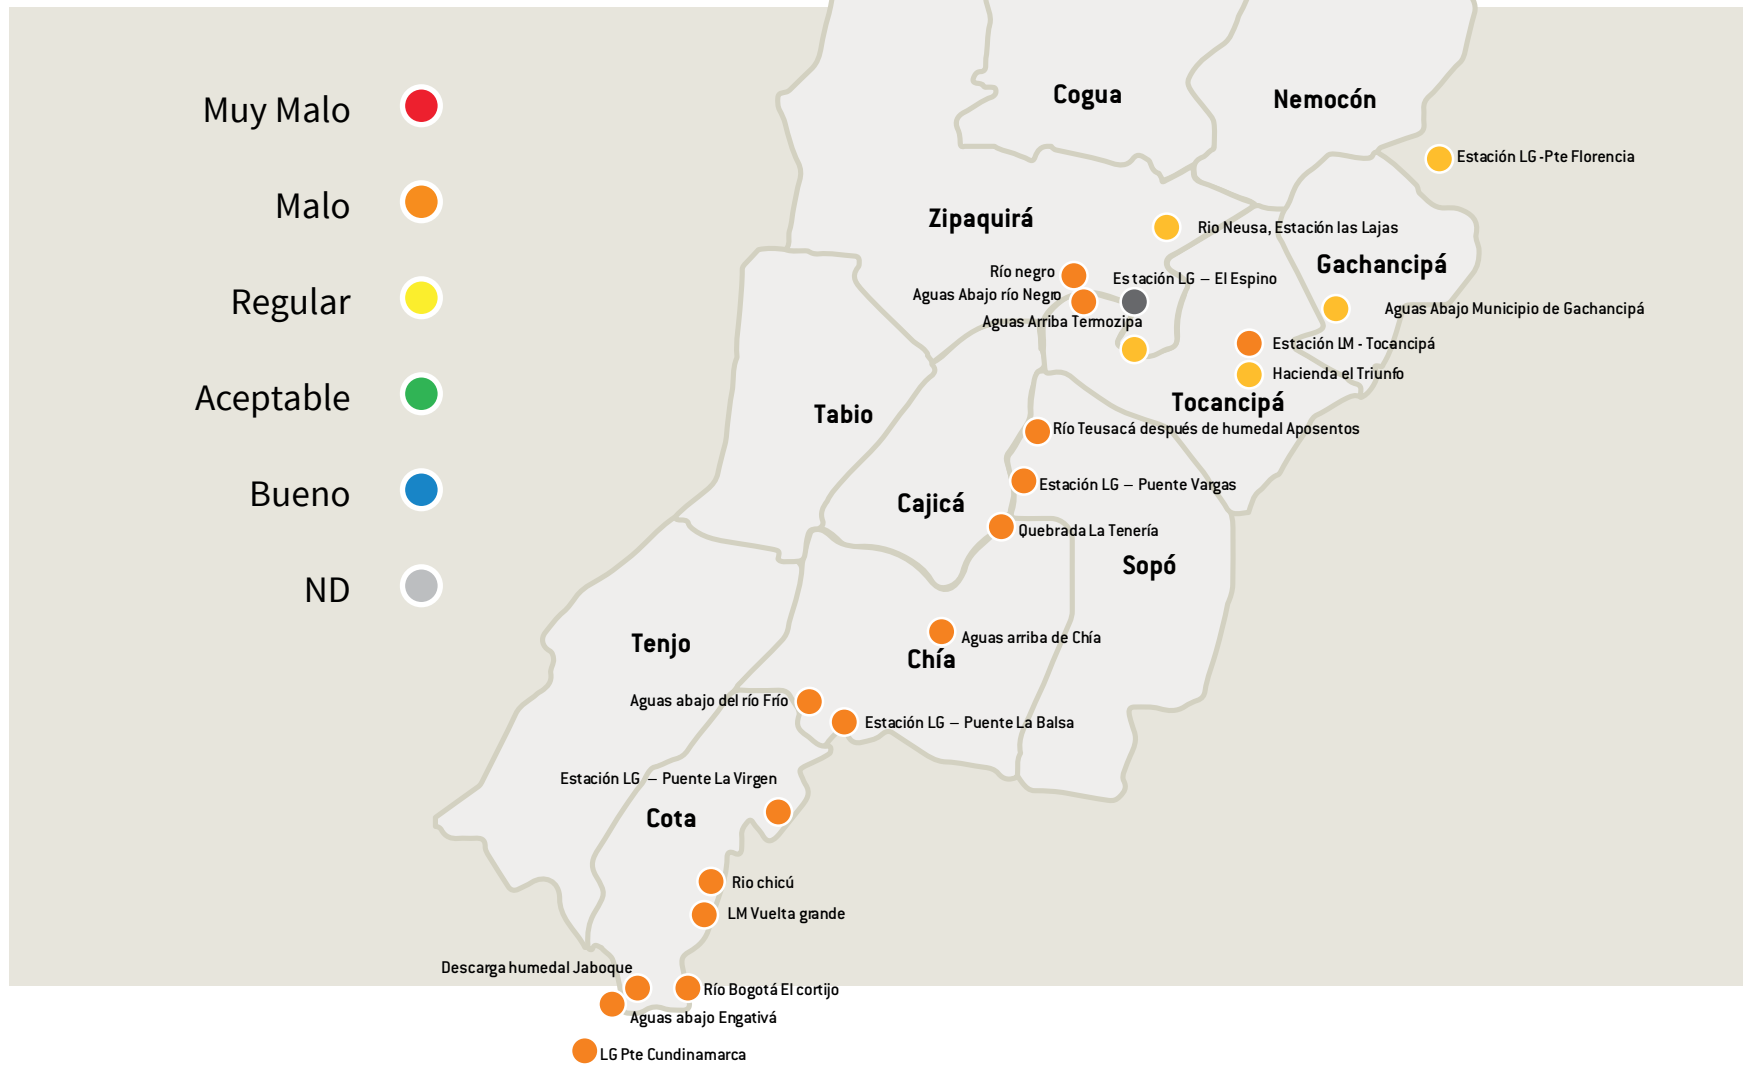 Muy Malo
Malo
Regular
Aceptable
Bueno
ND
Cogua
Nemocón
Estación LG -Pte Florencia
Zipaquirá
Rio Neusa, Estación las Lajas
Gachancipá
Río negro
Estación LG – El Espino
Aguas Abajo río Negro
Aguas Abajo Municipio de Gachancipá
Aguas Arriba Termozipa
Estación LM - Tocancipá
Hacienda el Triunfo
Tocancipá
Tabio
Río Teusacá después de humedal Aposentos
Estación LG – Puente Vargas
Cajicá
Quebrada La Tenería
Sopó
Tenjo
Aguas arriba de Chía
Chía
Aguas abajo del río Frío
Estación LG – Puente La Balsa
Estación LG – Puente La Virgen
Cota
Rio chicú
LM Vuelta grande
Descarga humedal Jaboque
Río Bogotá El cortijo
Aguas abajo Engativá
LG Pte Cundinamarca